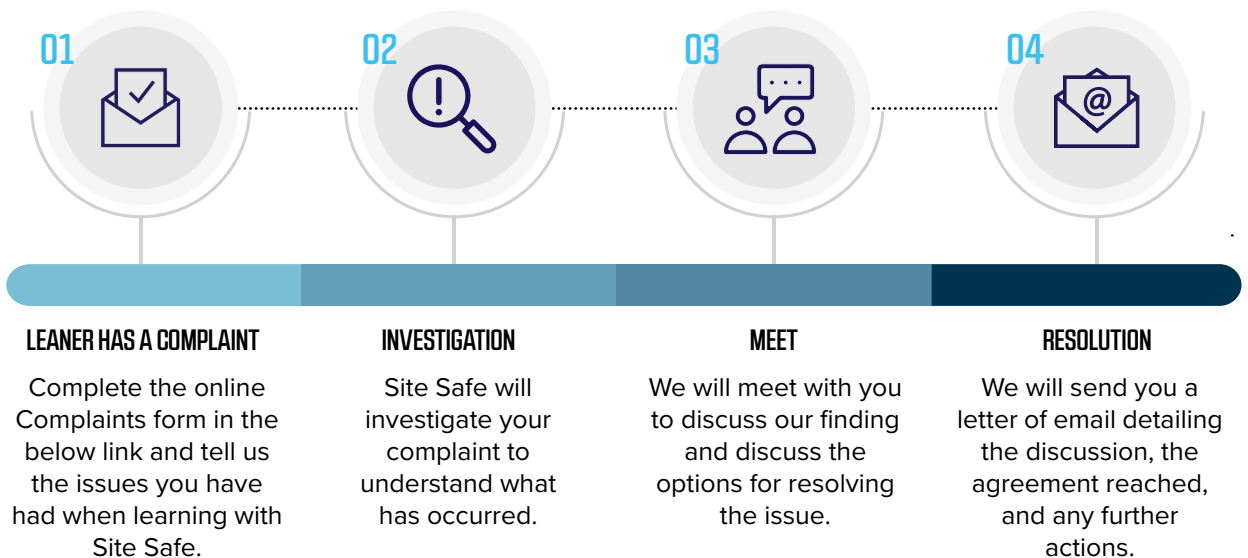 01
02
03
04
@
LEANER HAS A COMPLAINT
Complete the online
Complaints form in the
below link and tell us
the issues you have
had when learning with
Site Safe.
INVESTIGATION
Site Safe will
investigate your
complaint to
understand what
has occurred.
MEET
We will meet with you
to discuss our finding
and discuss the
options for resolving
the issue.
RESOLUTION
We will send you a
letter of email detailing
the discussion, the
agreement reached,
and any further
actions.